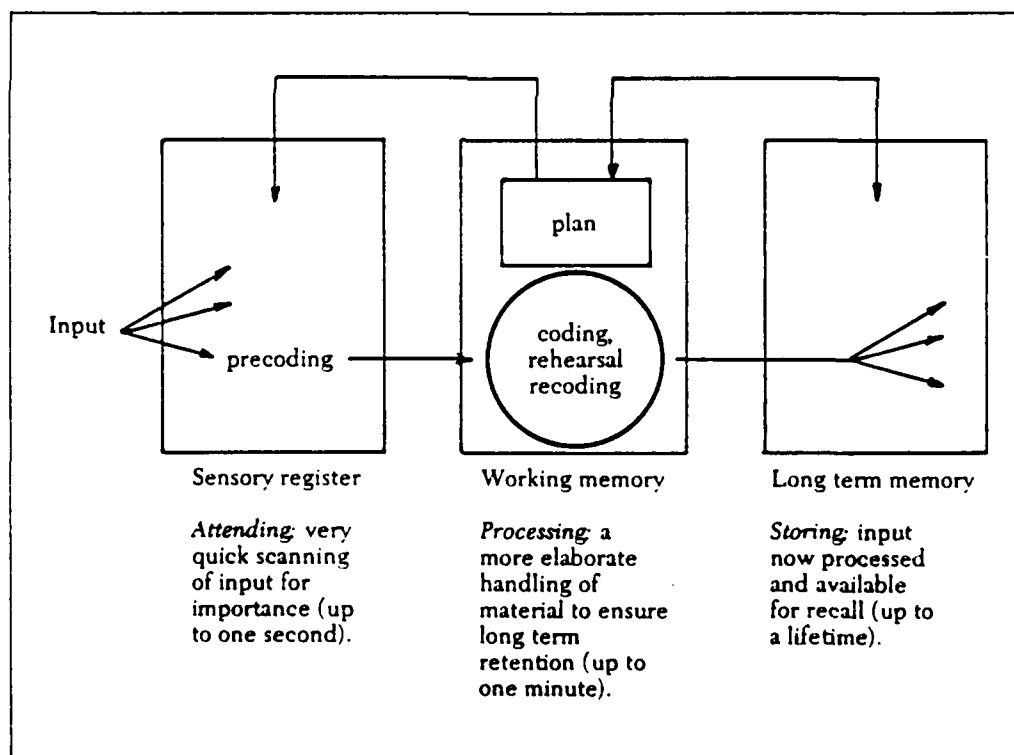 plan
Input
precoding
coding,
rehearsal
recoding
Sensory register
Attending; very
quick scanning
of input for
importance (up
to one second).
Working memory
Processing; a
more elaborate
handling of
material to ensure
long term
retention (up to
one minute).
Long term memory
Storing; input
now processed
and available
for recall (up to
a lifetime).